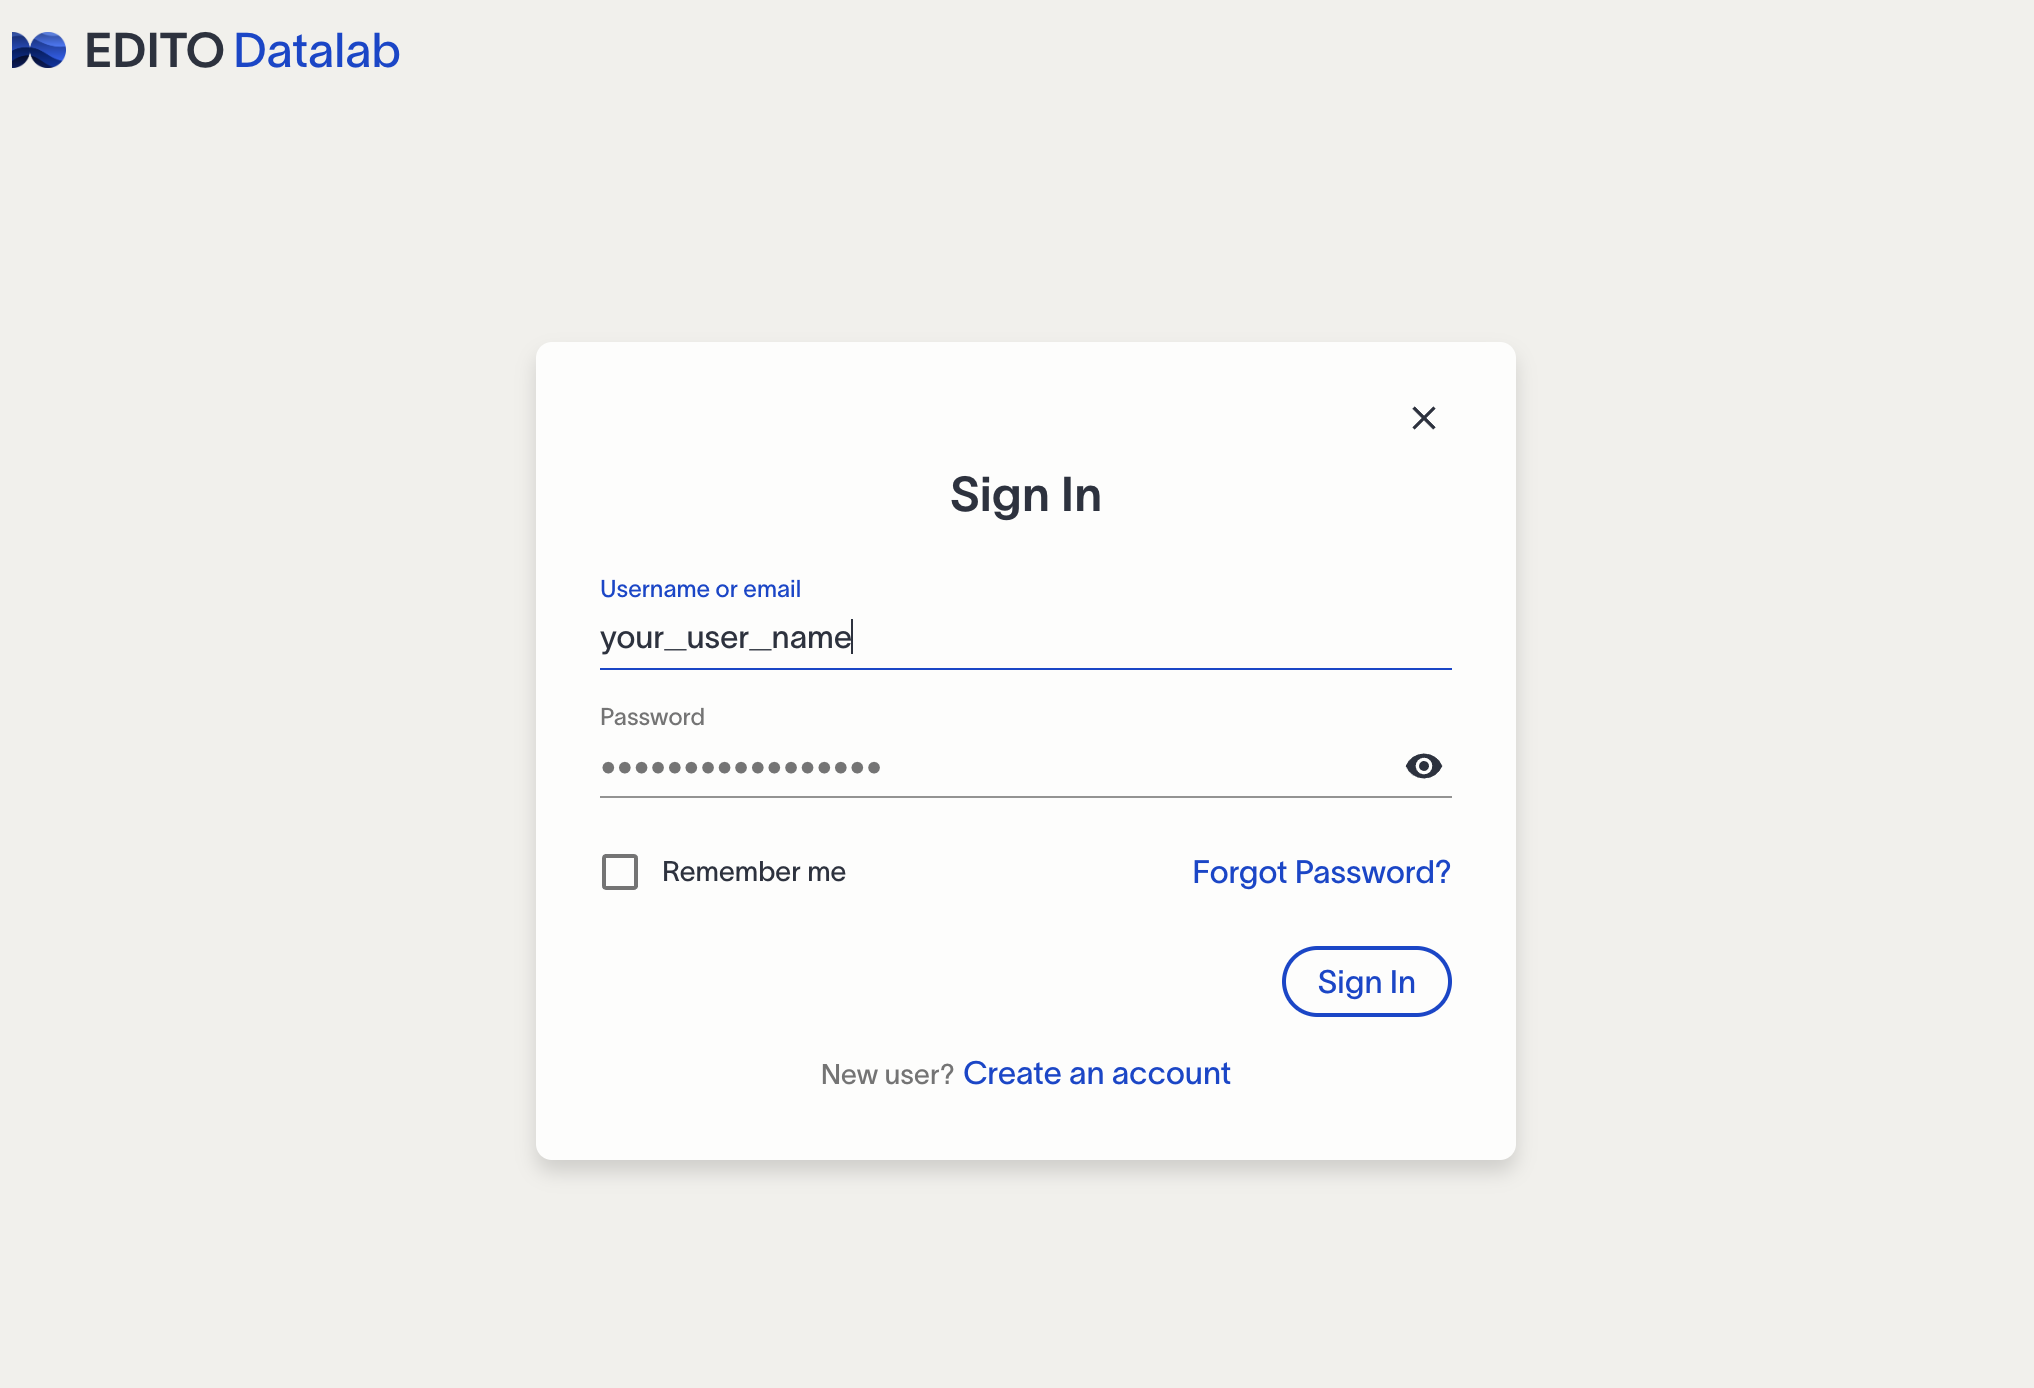 EDITO Datalab
Sign In
Username or email
your_user_name
Password
••••••••••••••••• 
Remember me
Forgot Password?
Sign In
New user? Create an account